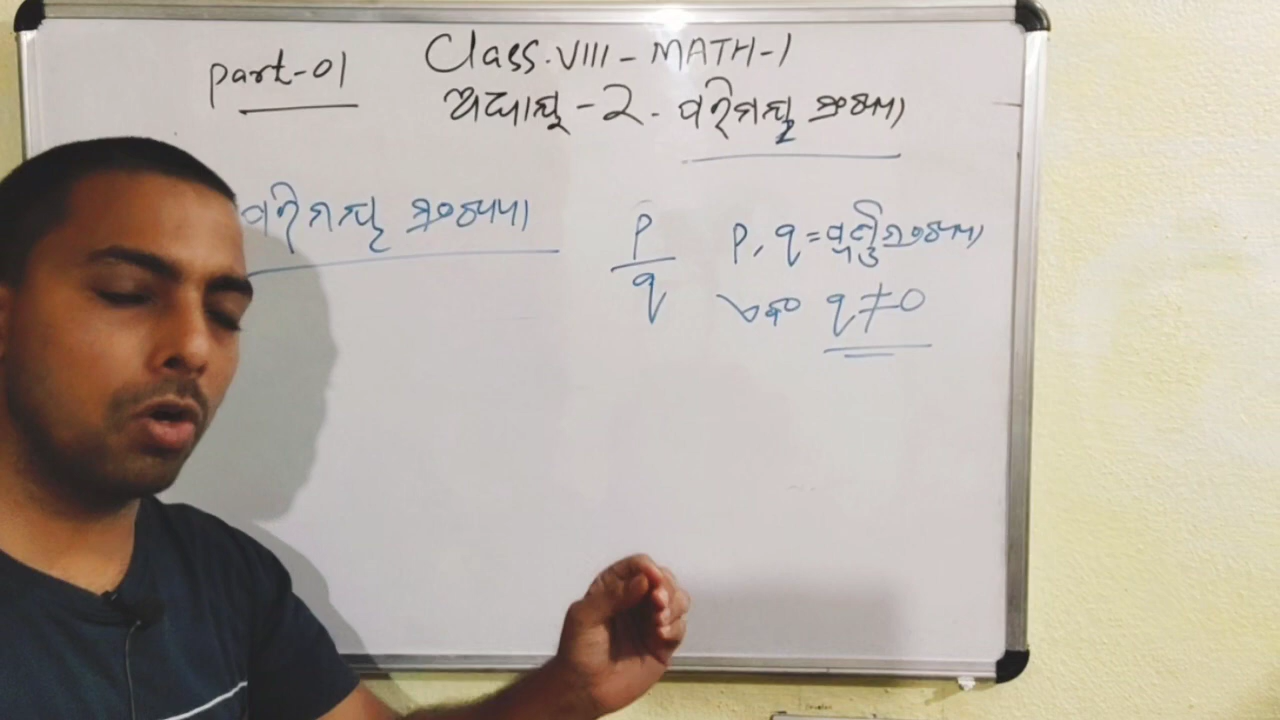 part-01
Class.VIII-MATH-1
ଅଧ୍ୟାୟ-2. ପରିମେୟ ସଂଖ୍ୟା
ପରିମେୟ ସଂଖ୍ୟା
p/q
p, q = ପୂର୍ଣ୍ଣସଂଖ୍ୟା
ଏବଂ q≠0